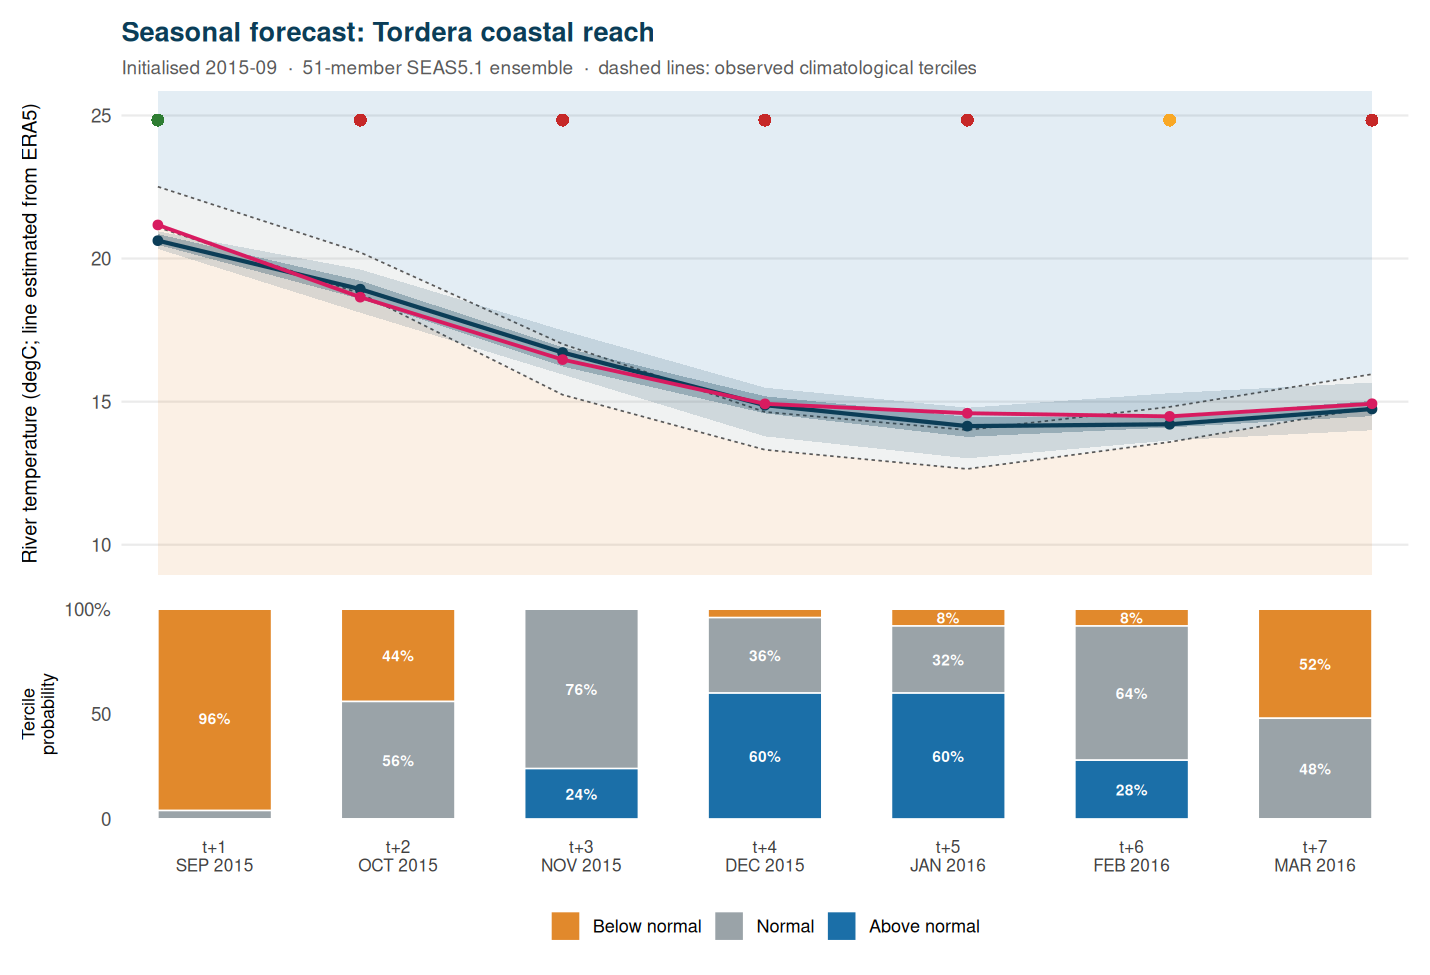 Seasonal forecast: Tordera coastal reach
Initialised 2015-09 · 51-member SEAS5.1 ensemble · dashed lines: observed climatological terciles
River temperature (degC; line estimated from ERA5)
25
20
15
10
Tercile
probability
100%
50
0
96%
44%
56%
76%
24%
36%
60%
8%
32%
60%
8%
64%
28%
52%
48%
t+1
SEP 2015
t+2
OCT 2015
t+3
NOV 2015
t+4
DEC 2015
t+5
JAN 2016
t+6
FEB 2016
t+7
MAR 2016
Below normal
Normal
Above normal